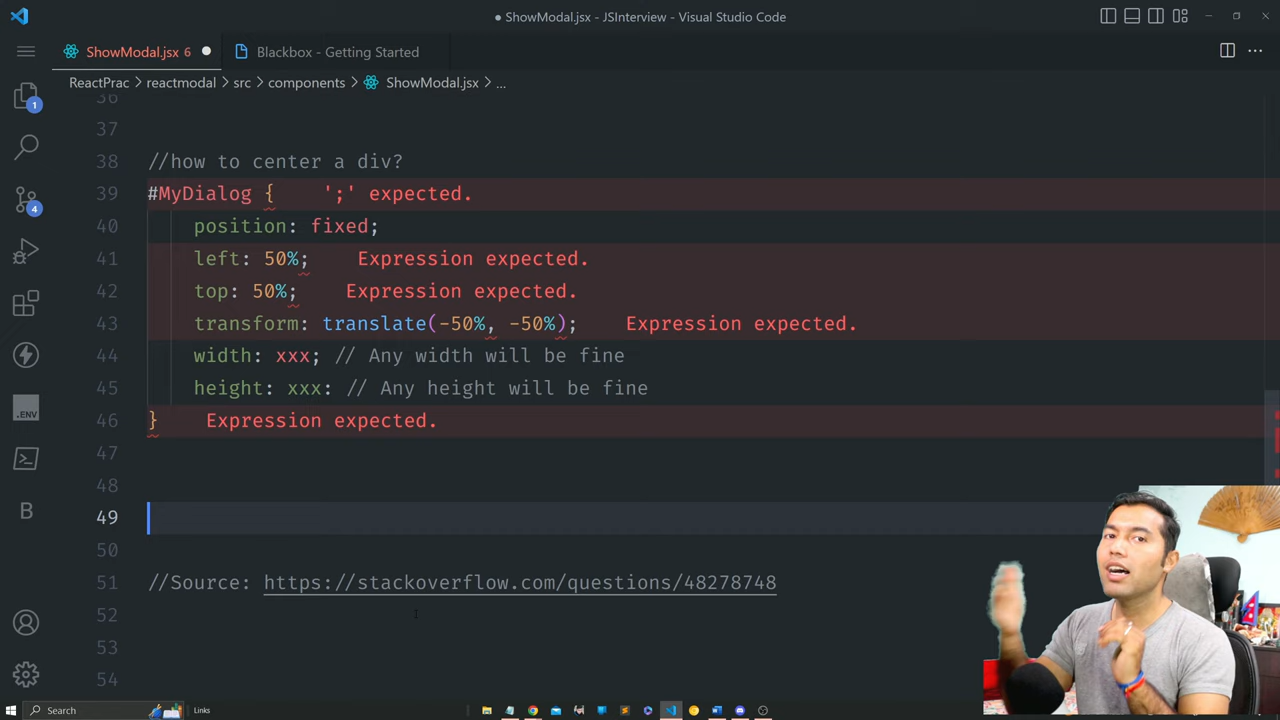 ● ShowModal.jsx - JSInterview - Visual Studio Code
ShowModal.jsx 6 ●
Blackbox - Getting Started
ReactPrac > reactmodal > src > components > ShowModal.jsx > ...
36
37
38 //how to center a div?
39 #MyDialog { ';' expected.
40 position: fixed;
41 left: 50%; Expression expected.
42 top: 50%; Expression expected.
43 transform: translate(-50%, -50%); Expression expected.
44 width: xxx; // Any width will be fine
45 height: xxx: // Any height will be fine
46 } Expression expected.
47
48
49
50
51 //Source: https://stackoverflow.com/questions/48278748
52
53
54
1
4
.ENV
B
Search
Links